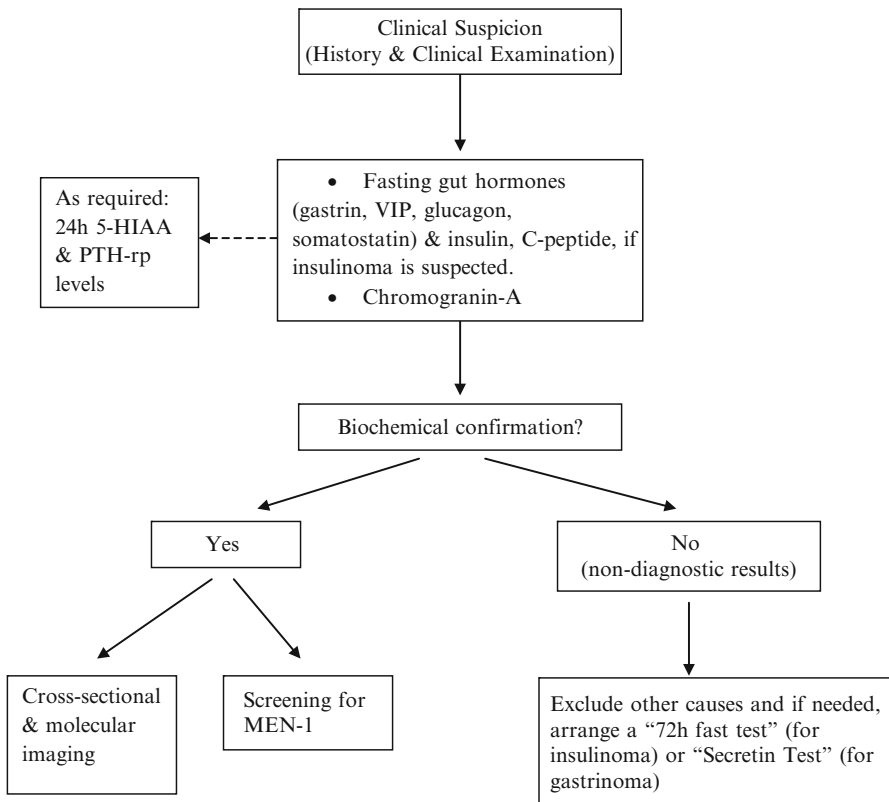 Clinical Suspicion
(History & Clinical Examination)
As required:
24h 5-HIAA
& PTH-rp
levels
• Fasting gut hormones
(gastrin, VIP, glucagon,
somatostatin) & insulin, C-peptide, if
insulinoma is suspected.
• Chromogranin-A
Biochemical confirmation?
Yes
No
(non-diagnostic results)
Cross-sectional
& molecular
imaging
Screening for
MEN-1
Exclude other causes and if needed,
arrange a “72h fast test” (for
insulinoma) or “Secretin Test” (for
gastrinoma)